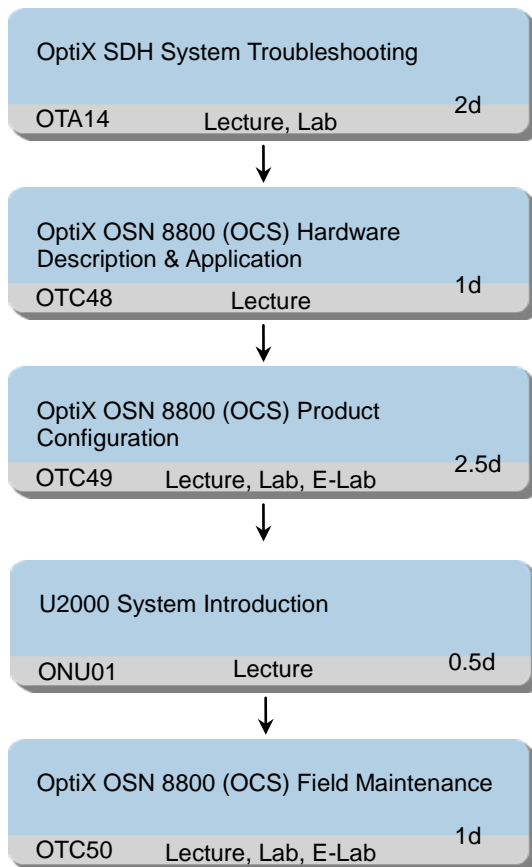 OptiX SDH System Troubleshooting
2d
OTA14 Lecture, Lab
OptiX OSN 8800 (OCS) Hardware
Description & Application
1d
OTC48 Lecture
OptiX OSN 8800 (OCS) Product
Configuration
2.5d
OTC49 Lecture, Lab, E-Lab
U2000 System Introduction
0.5d
ONU01 Lecture
OptiX OSN 8800 (OCS) Field Maintenance
1d
OTC50 Lecture, Lab, E-Lab